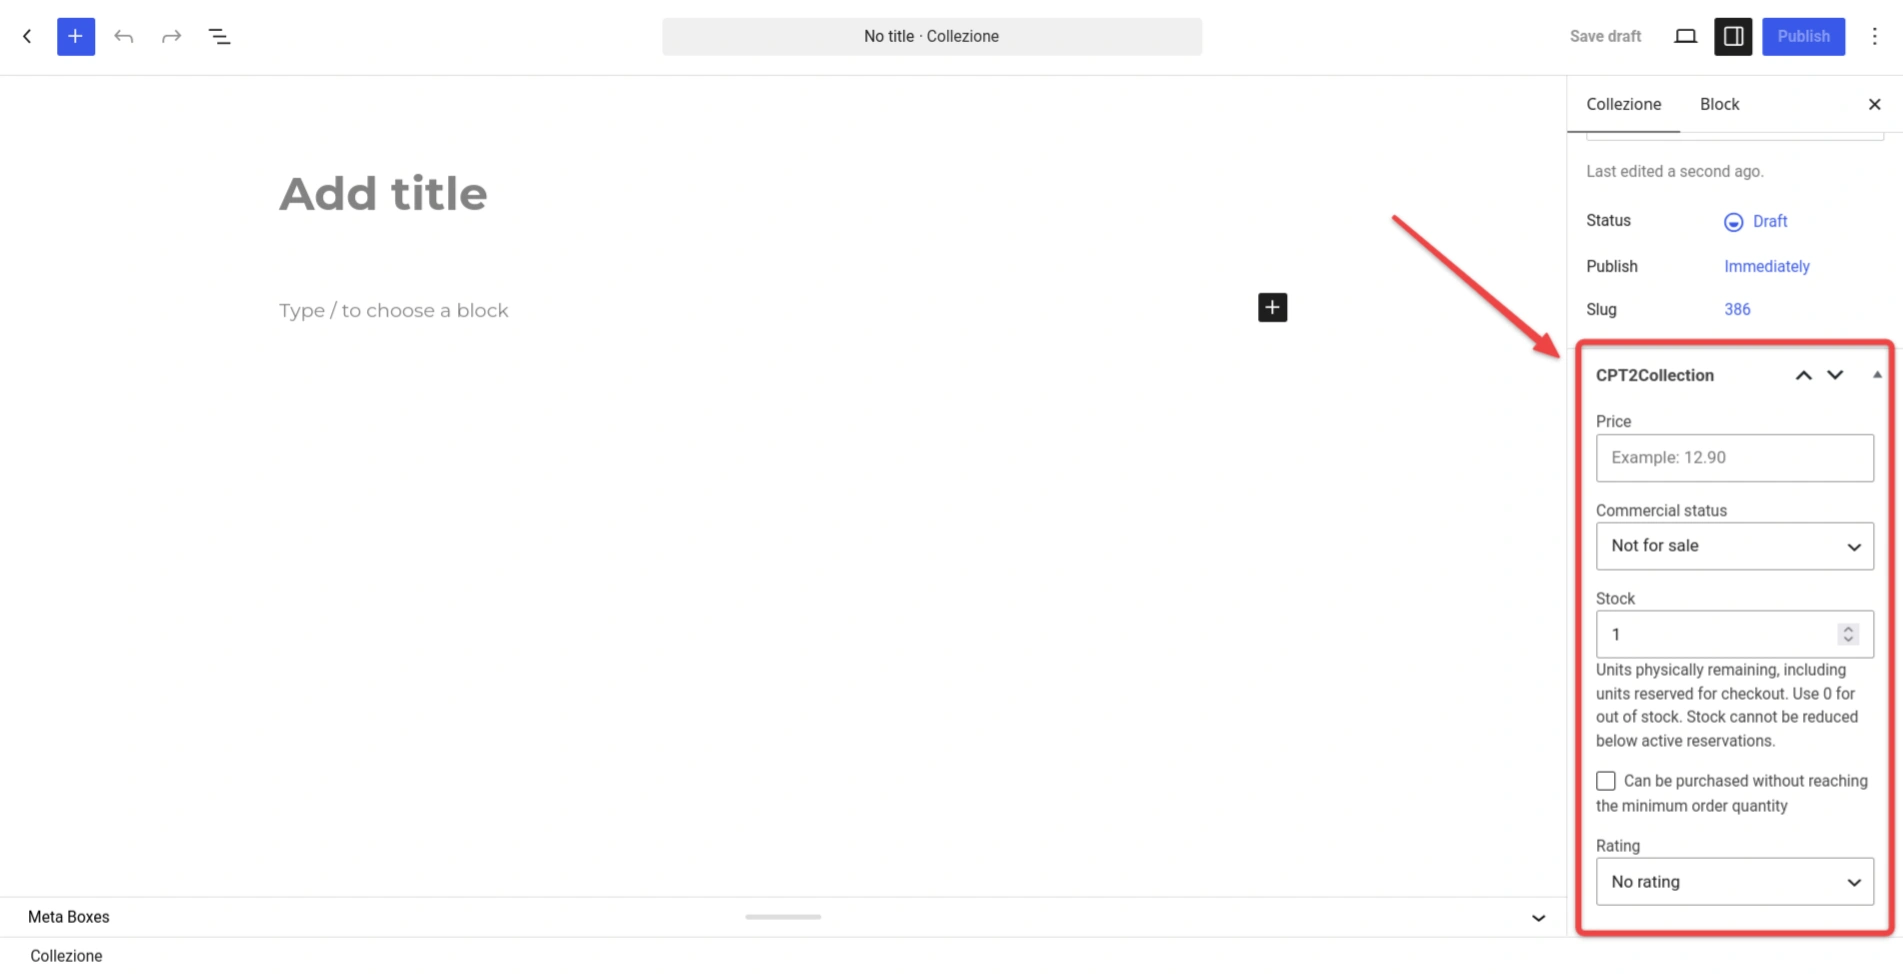 No title · Collezione
Save draft
Publish
Collezione
Block
Last edited a second ago.
Add title
Status
Draft
Publish
Immediately
Type / to choose a block
Slug
386
CPT2Collection
Price
Example: 12.90
Commercial status
Not for sale
Stock
1
Units physically remaining, including
units reserved for checkout. Use 0 for
out of stock. Stock cannot be reduced
below active reservations.
Can be purchased without reaching
the minimum order quantity
Rating
No rating
Meta Boxes
Collezione